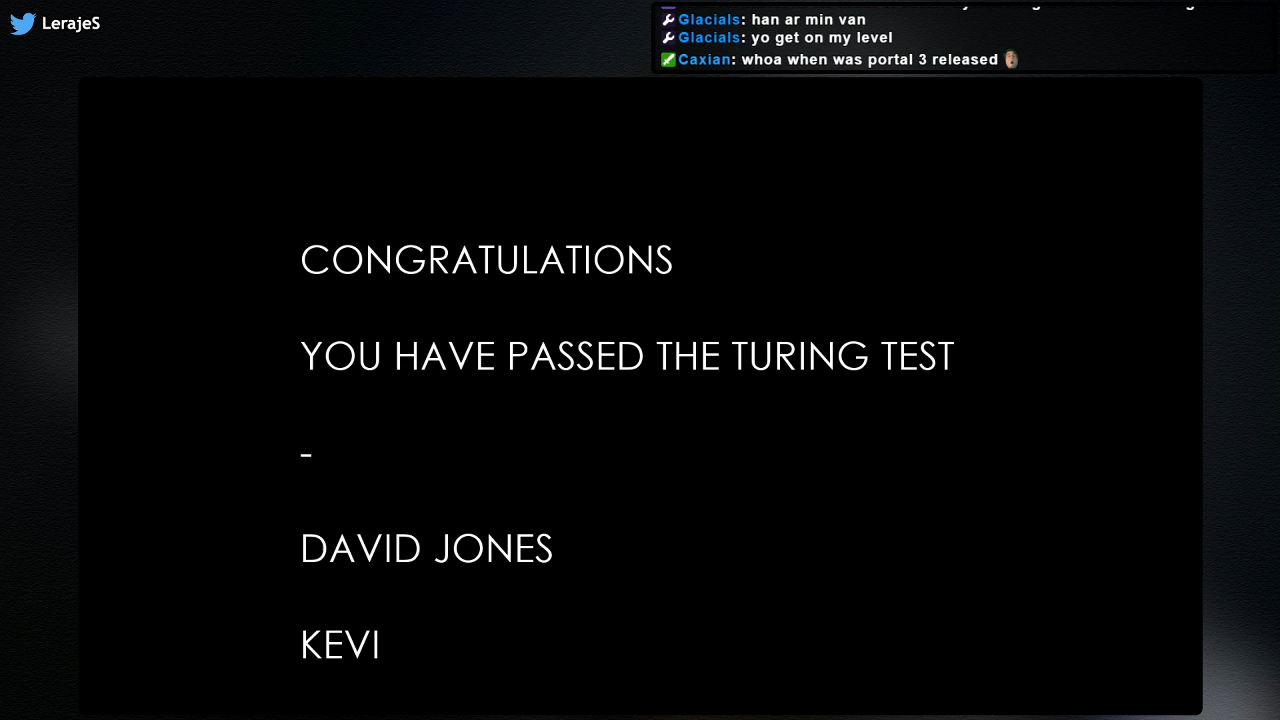 LerajeS
Glacials: han ar min van
Glacials: yo get on my level
Caxian: whoa when was portal 3 released
CONGRATULATIONS
YOU HAVE PASSED THE TURING TEST
-
DAVID JONES
KEVI